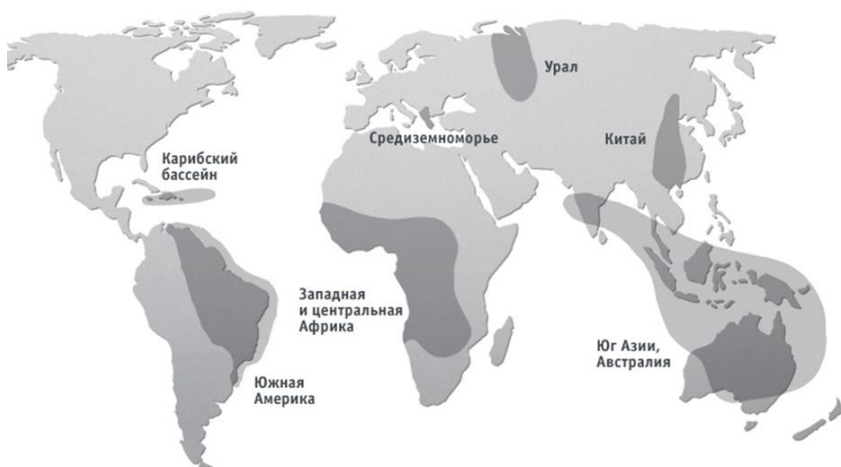 Урал
Средиземноморье
Китай
Карибский
бассейн
Западная
и центральная
Африка
Юг Азии,
Австралия
Южная
Америка